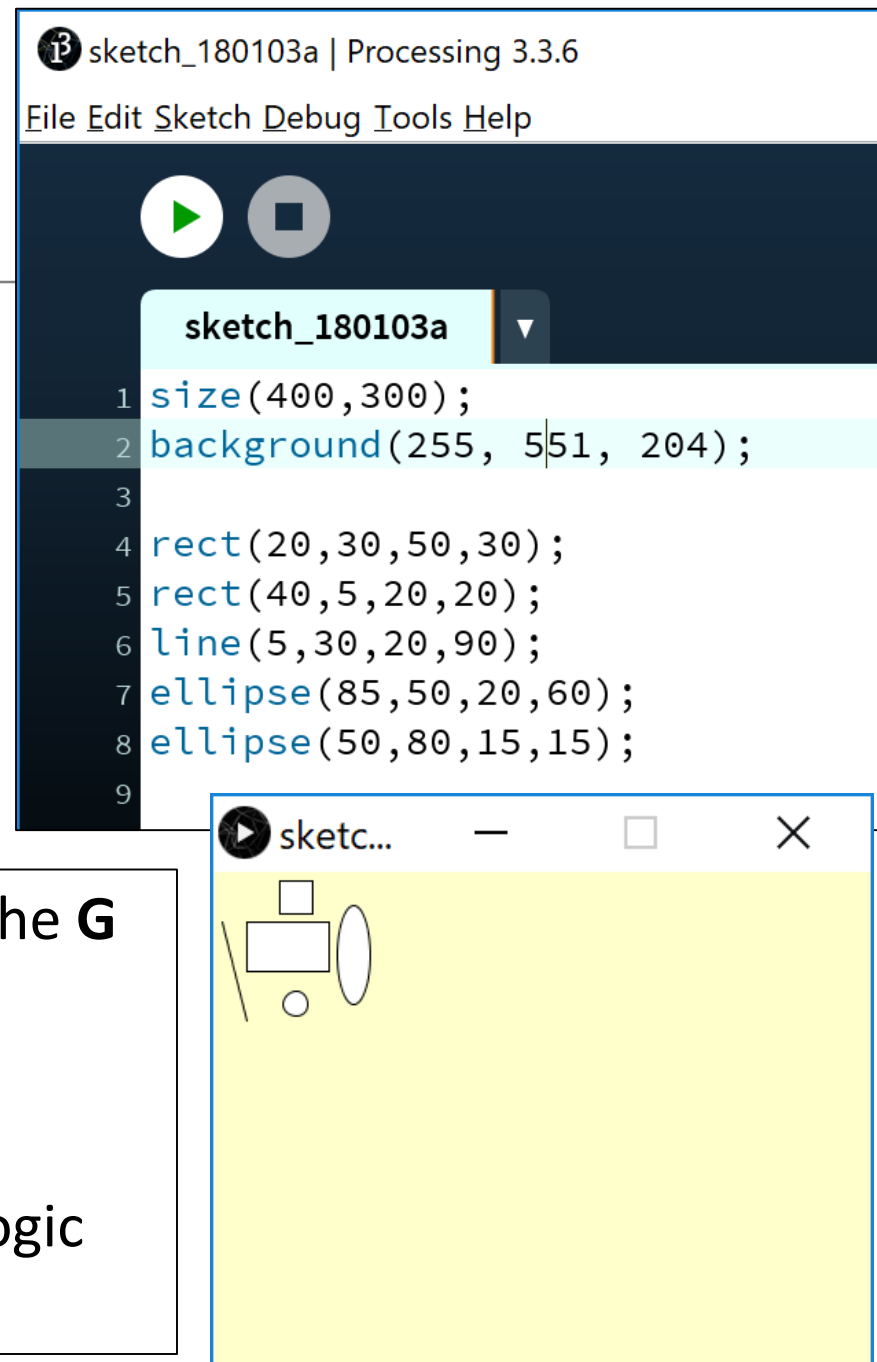 sketch_180103a | Processing 3.3.6
File Edit Sketch Debug Tools Help
sketch_180103a
1 size(400,300);
2 background(255, 551, 204);
3
4 rect(20,30,50,30);
5 rect(40,5,20,20);
6 line(5,30,20,90);
7 ellipse(85,50,20,60);
8 ellipse(50,80,15,15);
9
sketc...
he G
ogic